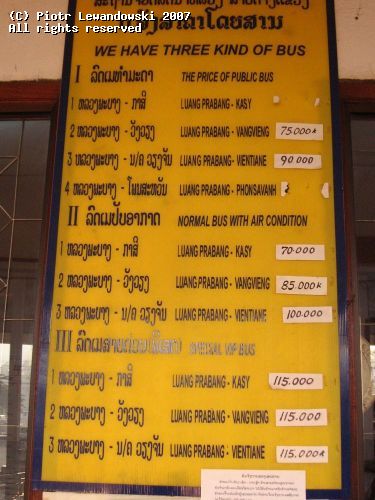 (C) Piotr Lewandowski 2007
All rights reserved
WE HAVE THREE KIND OF BUS
I ລົດເມທຳມະດາ THE PRICE OF PUBLIC BUS
1 ຫລວງພະບາງ - ກາສີ LUANG PRABANG - KASY
2 ຫລວງພະບາງ - ວັງວຽງ LUANG PRABANG - VANGVIENG 75.000K
3 ຫລວງພະບາງ - ນ/ຄ ວຽງຈັນ LUANG PRABANG - VIENTIANE 90.000
4 ຫລວງພະບາງ - ໂພນສະຫວັນ LUANG PRABANG - PHONSAVANH
II ລົດເມປັບອາກາດ NORMAL BUS WITH AIR CONDITION
1 ຫລວງພະບາງ - ກາສີ LUANG PRABANG - KASY 70.000
2 ຫລວງພະບາງ - ວັງວຽງ LUANG PRABANG - VANGVIENG 85.000K
3 ຫລວງພະບາງ - ນ/ຄ ວຽງຈັນ LUANG PRABANG - VIENTIANE 100.000
III SPECIAL VIP BUS
1 ຫລວງພະບາງ - ກາສີ LUANG PRABANG - KASY 115.000
2 ຫລວງພະບາງ - ວັງວຽງ LUANG PRABANG - VANGVIENG 115.000
3 ຫລວງພະບາງ - ນ/ຄ ວຽງຈັນ LUANG PRABANG - VIENTIANE 115.000K